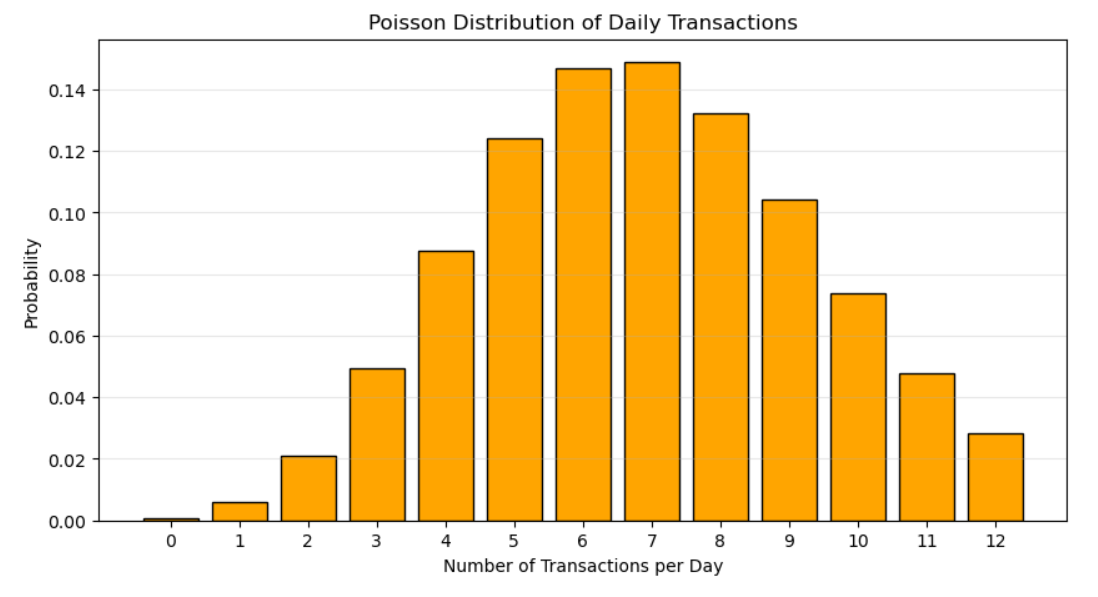 Poisson Distribution of Daily Transactions
0.14
0.12
0.10
0.08
0.06
0.04
0.02
0.00
Probability
0 1 2 3 4 5 6 7 8 9 10 11 12
Number of Transactions per Day